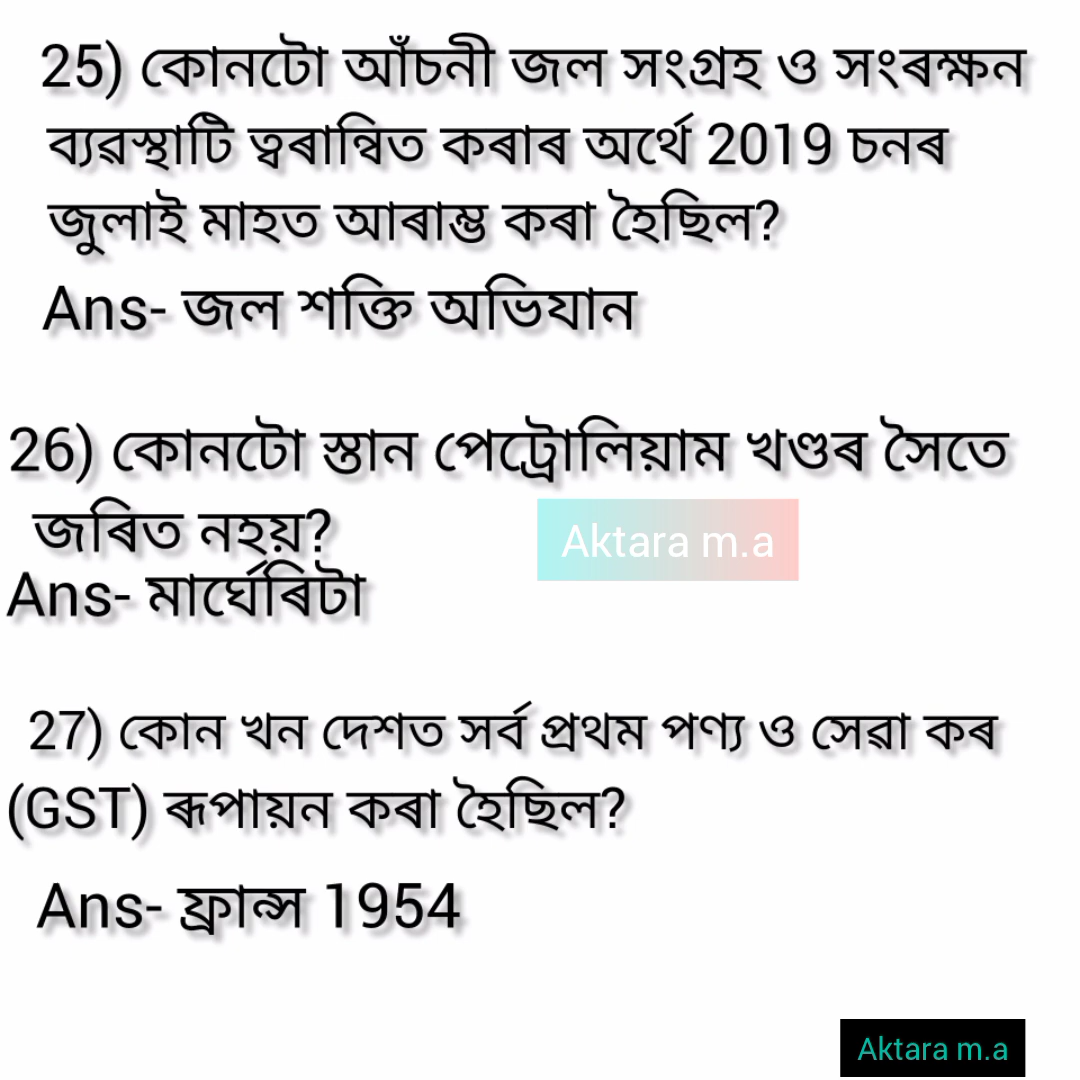 25) কোনটো আঁচনী জল সংগ্ৰহ ও সংৰক্ষন
ব্যৱস্থাটি ত্বৰান্বিত কৰাৰ অৰ্থে 2019 চনৰ
জুলাই মাহত আৰাম্ভ কৰা হৈছিল?
Ans- জল শক্তি অভিযান
26) কোনটো স্তান পেট্ৰোলিয়াম খণ্ডৰ সৈতে
জৰিত নহয়?
Aktara m.a
Ans- মাৰ্ঘেৰিটা
27) কোন খন দেশত সৰ্ব প্ৰথম পণ্য ও সেৱা কৰ
(GST) ৰূপায়ন কৰা হৈছিল?
Ans- ফ্ৰান্স 1954
Aktara m.a